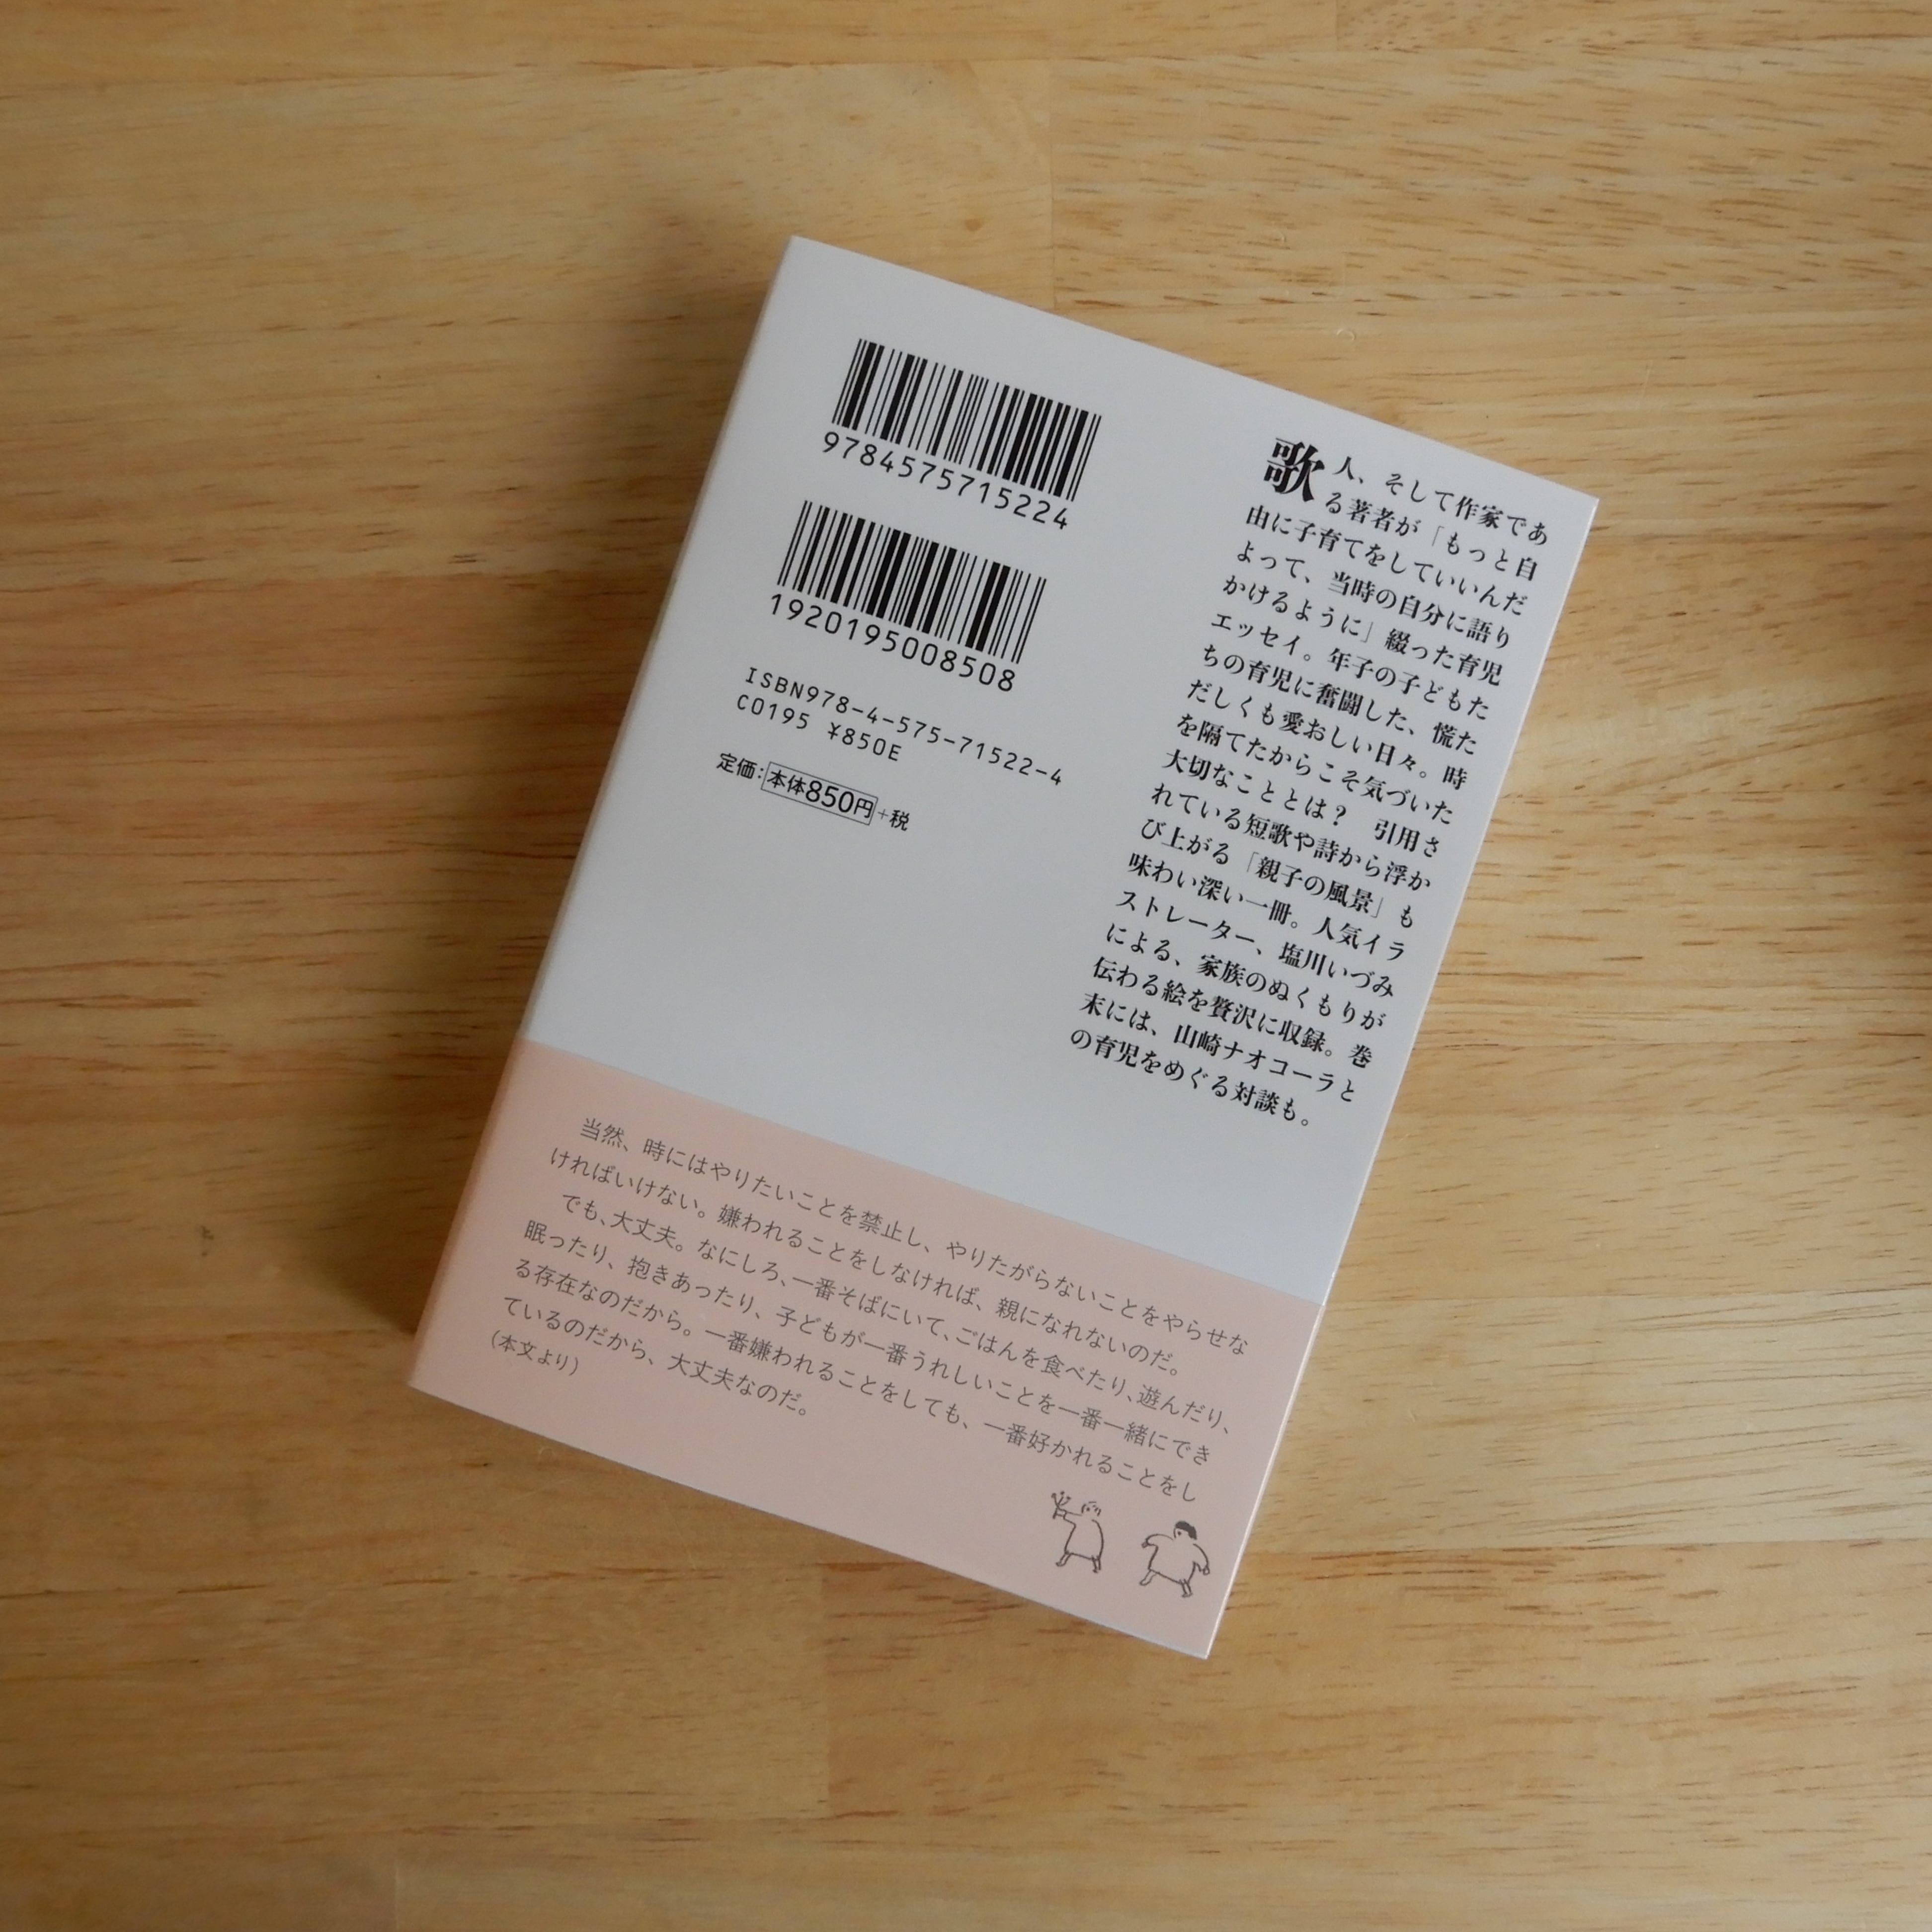 9784575715224
1920195008508
ISBN978-4-575-71522-4
C0195 ¥850E
定価:本体850円+税
歌人、そして作家であ
る著者が「もっと自
由に子育てをしていいんだ
よって、当時の自分に語り
かけるように」綴った育児
エッセイ。年子の子どもた
ちの育児に奮闘した、慌た
だしくも愛おしい日々。時
を隔てたからこそ気づいた
大切なこととは？　引用さ
れている短歌や詩から浮か
び上がる「親子の風景」も
味わい深い一冊。人気イラ
ストレーター、塩川いづみ
による、家族のぬくもりが
伝わる絵を贅沢に収録。巻
末には、山崎ナオコーラと
の育児をめぐる対談も。
当然、時にはやりたいことを禁止し、やりたがらないことをやらせな
ければいけない。嫌われることをしなければ、親になれないのだ。
でも、大丈夫。なにしろ、一番そばにいて、ごはんを食べたり、遊んだり、
眠ったり、抱きあったり、子どもが一番うれしいことを一番一緒にでき
る存在なのだから。一番嫌われることをしても、一番好かれることをし
ているのだから、大丈夫なのだ。
（本文より）